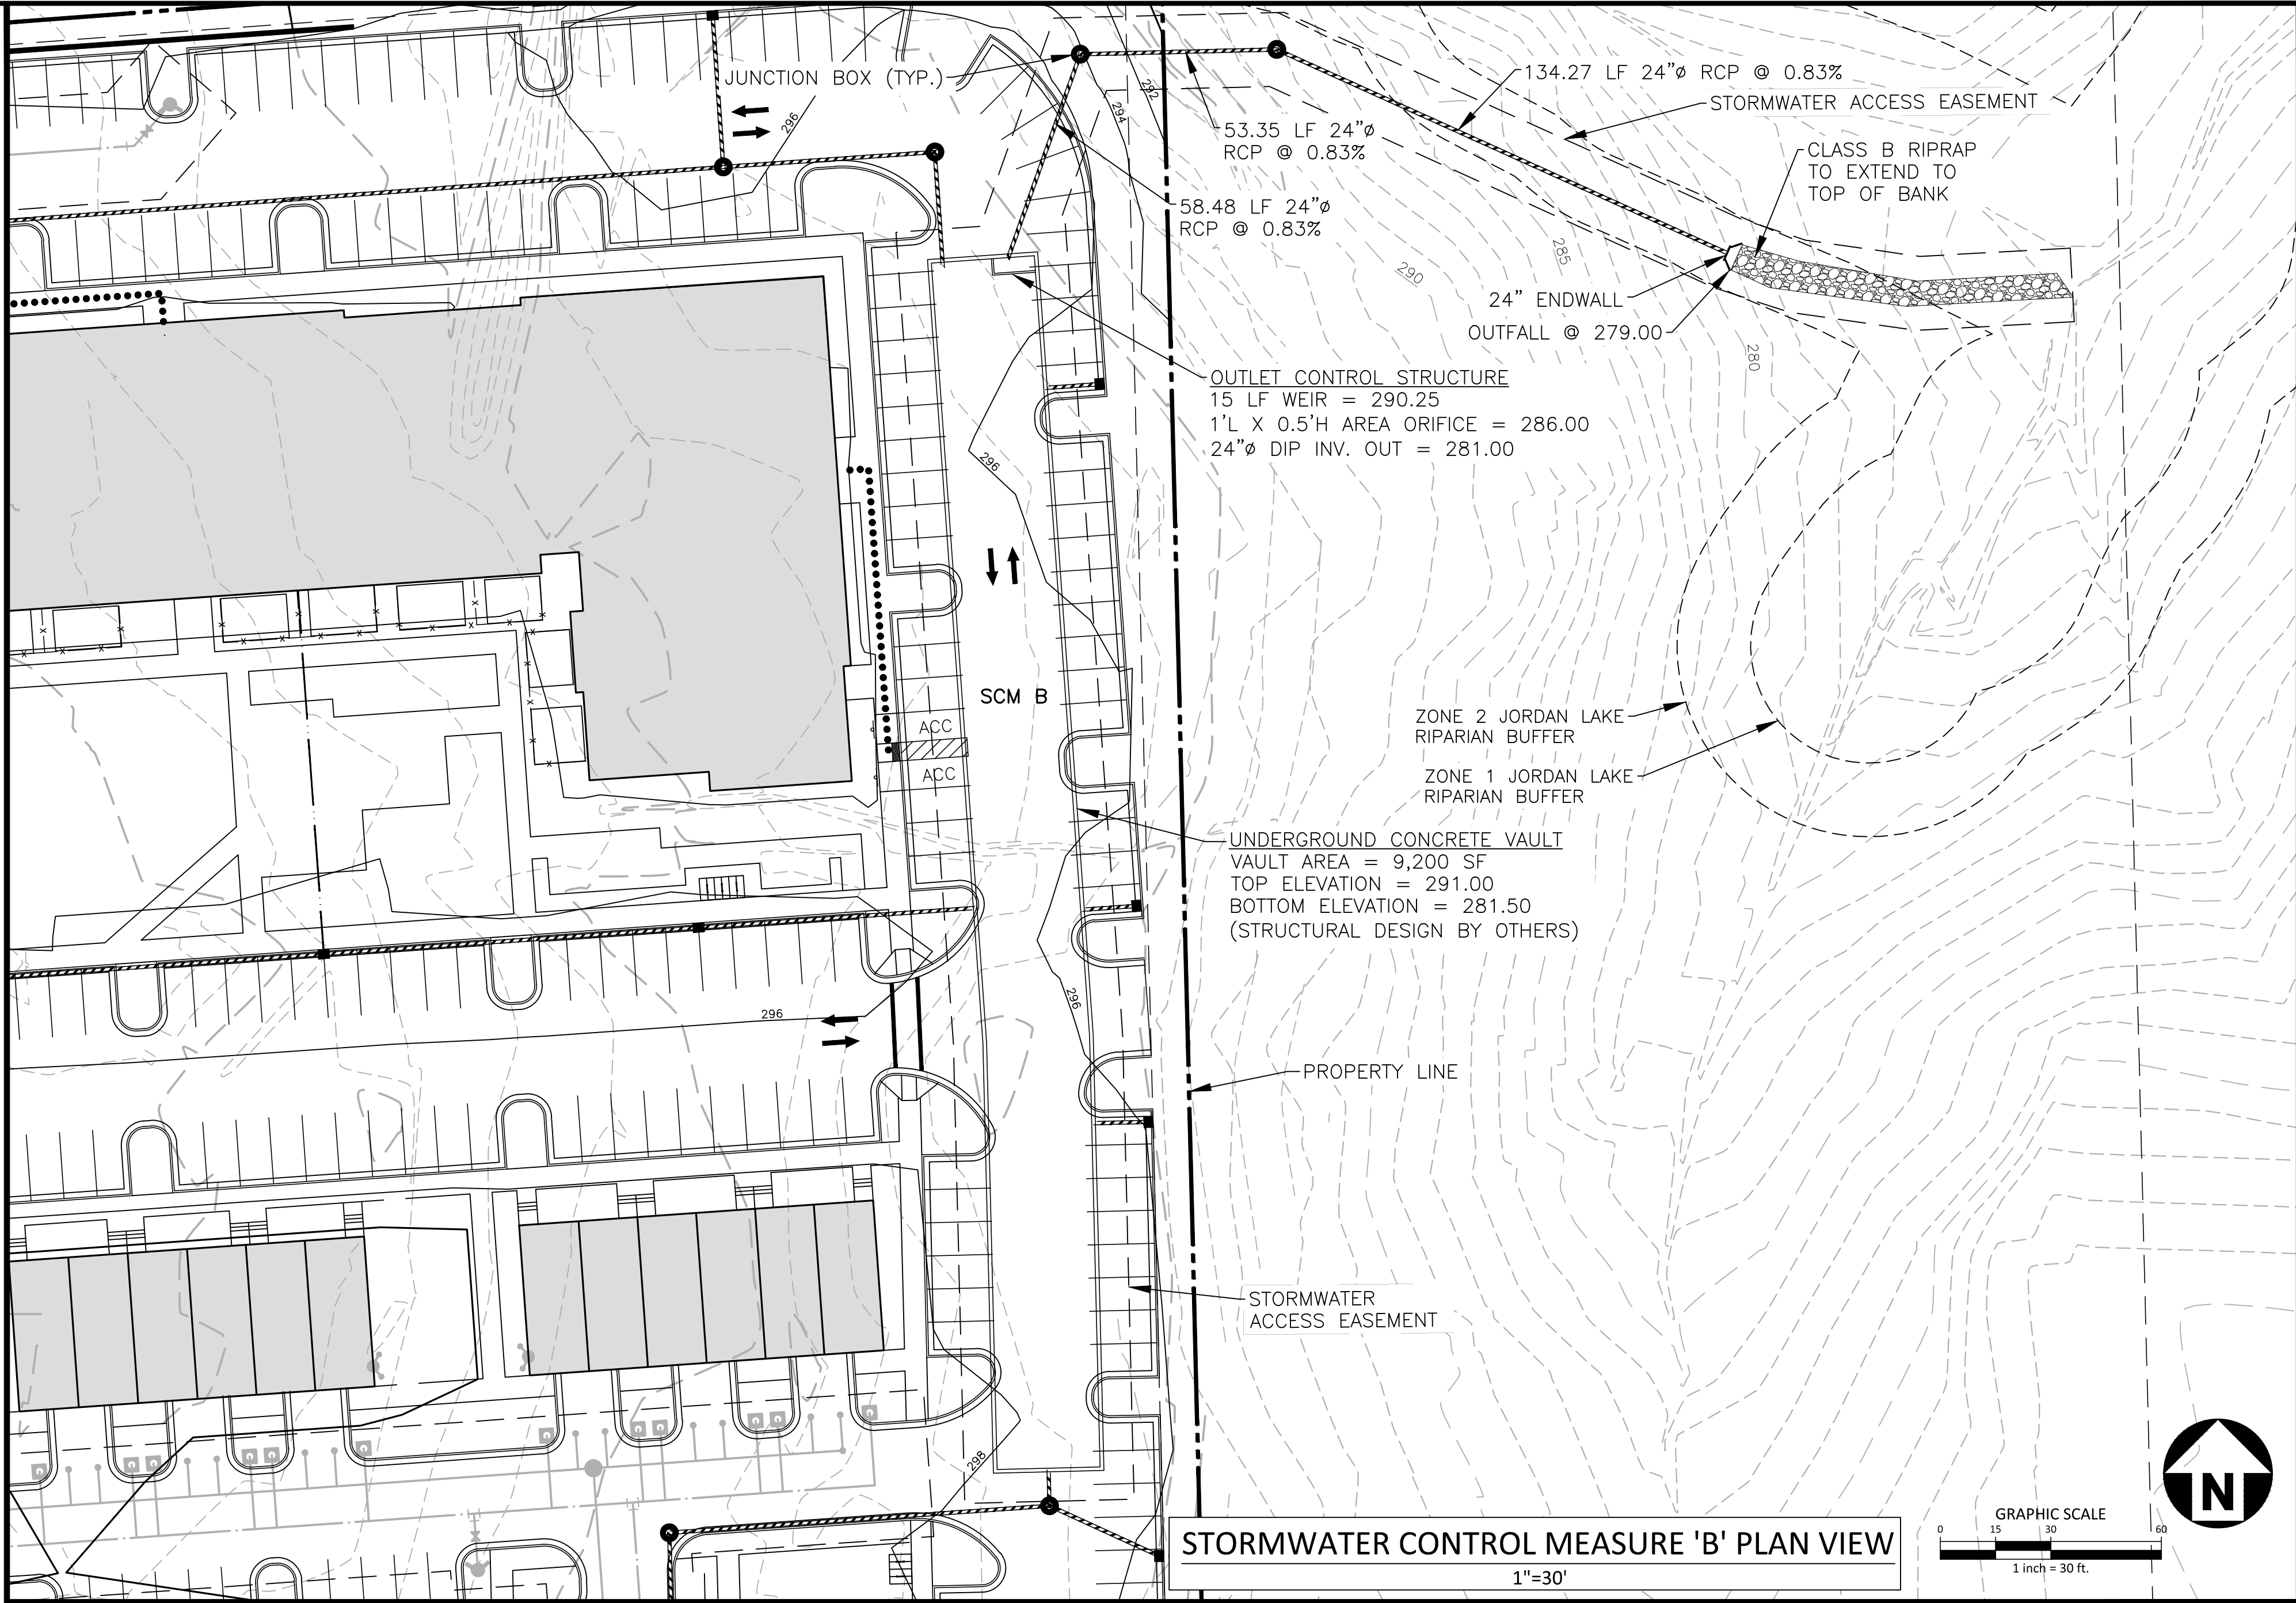 JUNCTION BOX (TYP.)
134.27 LF 24"ø RCP @ 0.83%
STORMWATER ACCESS EASEMENT
292
294
296
53.35 LF 24"ø
RCP @ 0.83%
CLASS B RIPRAP
TO EXTEND TO
TOP OF BANK
58.48 LF 24"ø
RCP @ 0.83%
285
290
24" ENDWALL
OUTFALL @ 279.00
280
OUTLET CONTROL STRUCTURE
15 LF WEIR = 290.25
1'L X 0.5'H AREA ORIFICE = 286.00
24"ø DIP INV. OUT = 281.00
296
SCM B
ACC
ACC
ZONE 2 JORDAN LAKE
RIPARIAN BUFFER
ZONE 1 JORDAN LAKE
RIPARIAN BUFFER
UNDERGROUND CONCRETE VAULT
VAULT AREA = 9,200 SF
TOP ELEVATION = 291.00
BOTTOM ELEVATION = 281.50
(STRUCTURAL DESIGN BY OTHERS)
296
296
PROPERTY LINE
STORMWATER
ACCESS EASEMENT
298
STORMWATER CONTROL MEASURE 'B' PLAN VIEW
1"=30'
GRAPHIC SCALE
0 15 30 60
1 inch = 30 ft.
N